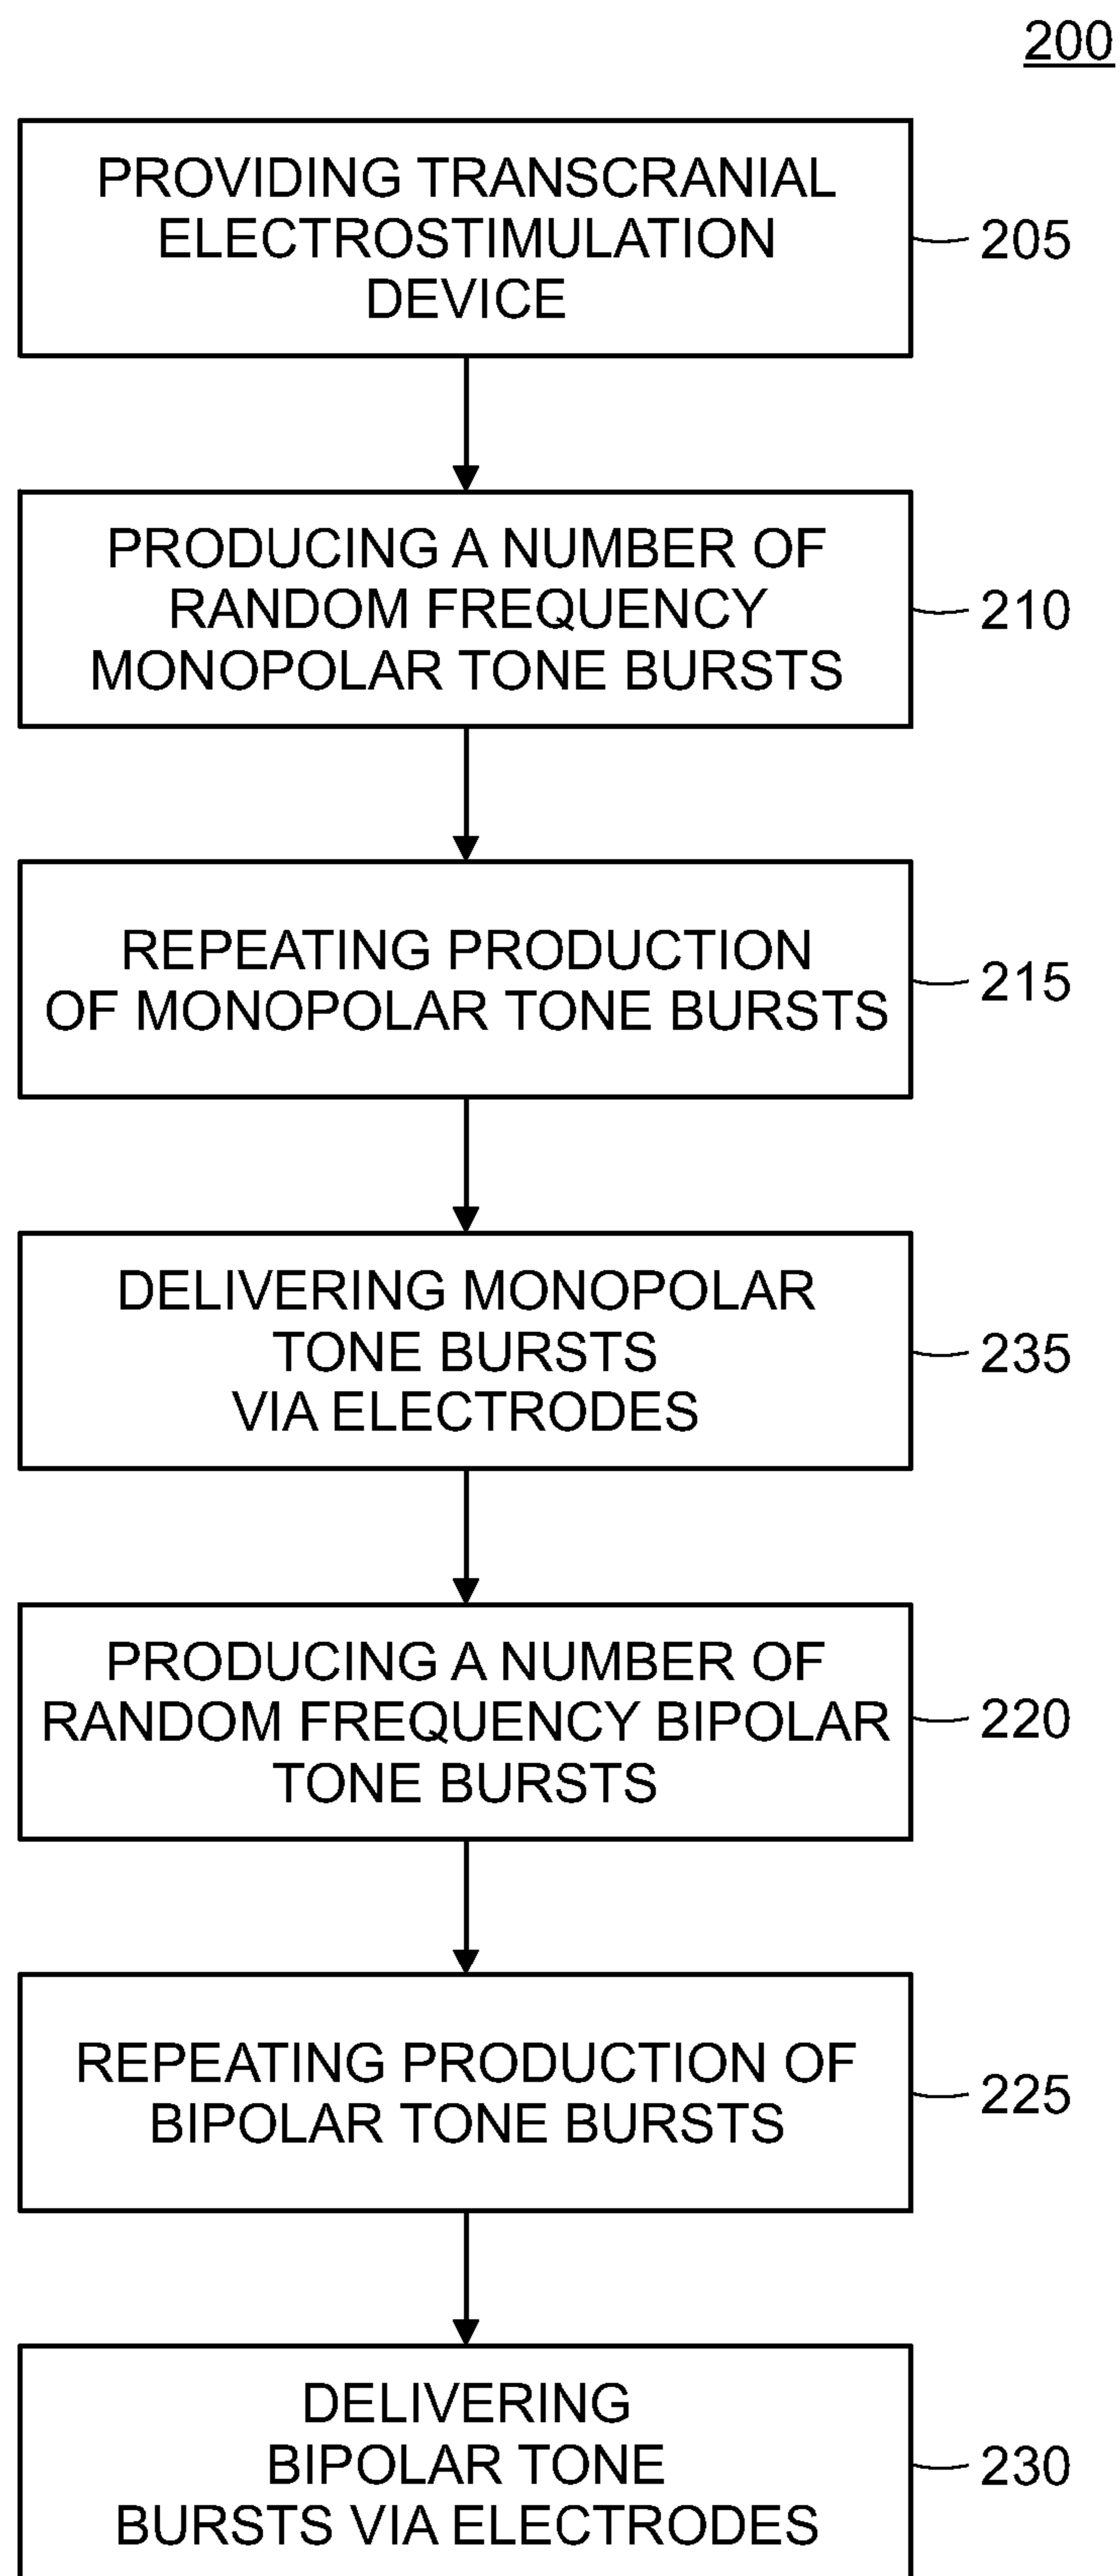 200
PROVIDING TRANSCRANIAL
ELECTROSTIMULATION
DEVICE
205
PRODUCING A NUMBER OF
RANDOM FREQUENCY
MONOPOLAR TONE BURSTS
210
REPEATING PRODUCTION
OF MONOPOLAR TONE BURSTS
215
DELIVERING MONOPOLAR
TONE BURSTS
VIA ELECTRODES
235
PRODUCING A NUMBER OF
RANDOM FREQUENCY BIPOLAR
TONE BURSTS
220
REPEATING PRODUCTION OF
BIPOLAR TONE BURSTS
225
DELIVERING
BIPOLAR TONE
BURSTS VIA ELECTRODES
230